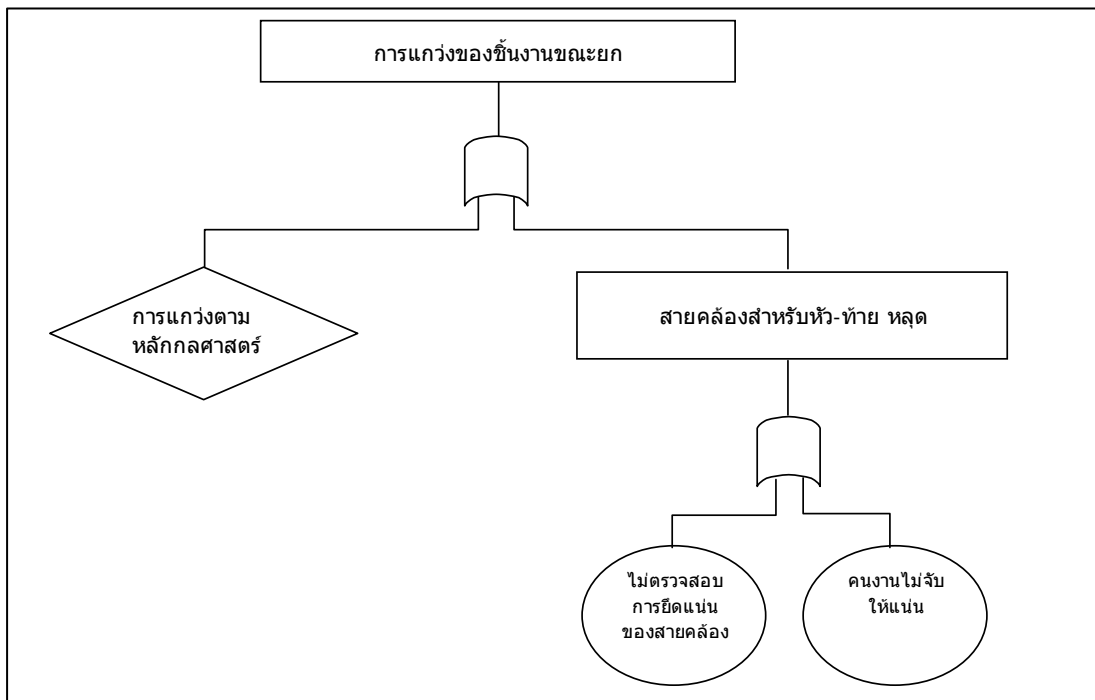 การแกว่งของชิ้นงานขณะยก
การแกว่งตาม
หลักกลศาสตร์
สายคล้องสำหรับหัว-ท้าย หลุด
ไม่ตรวจสอบ
การยึดแน่น
ของสายคล้อง
คนงานไม่จับ
ให้แน่น